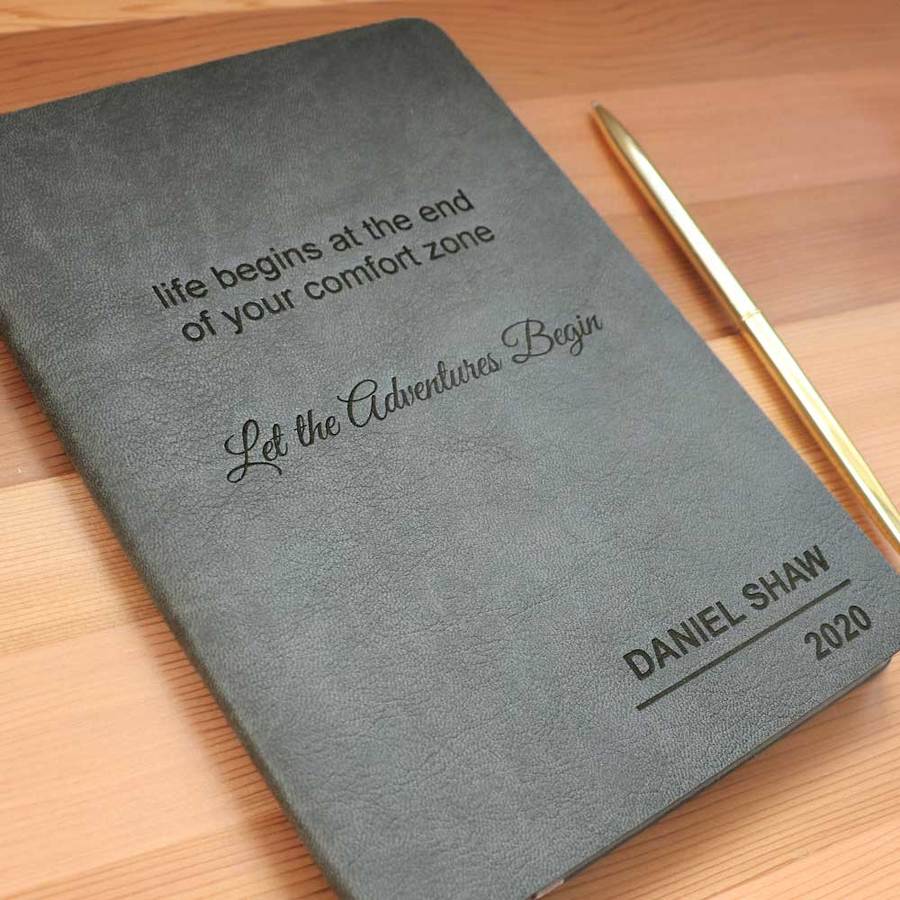 life begins at the end
of your comfort zone
Let the Adventures Begin
DANIEL SHAW
2020